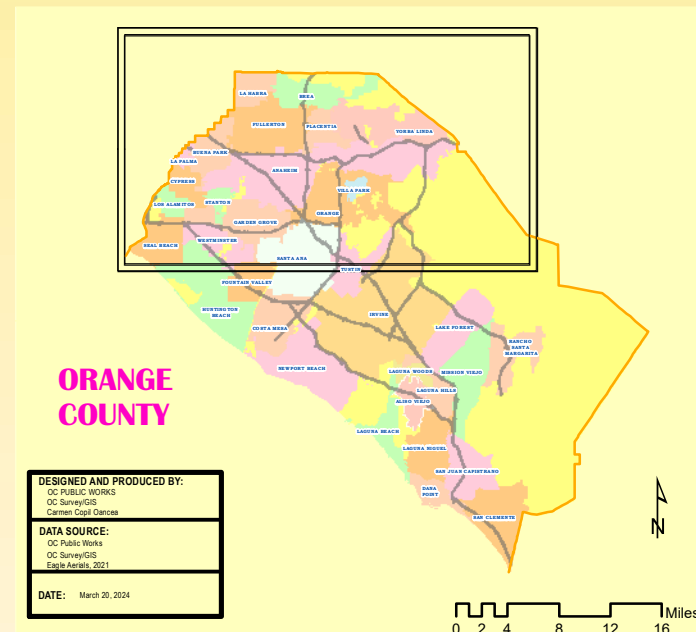 LA HABRA
BREA
FULLERTON
PLACENTIA
YORBA LINDA
BUENA PARK
LA PALMA
ANAHEIM
CYPRESS
VILLA PARK
LOS ALAMITOS
STANTON
ORANGE
GARDEN GROVE
SEAL BEACH
WESTMINSTER
SANTA ANA
TUSTIN
FOUNTAIN VALLEY
HUNTINGTON
BEACH
IRVINE
COSTA MESA
LAKE FOREST
RANCHO
SANTA
MARGARITA
NEWPORT BEACH
LAGUNA WOODS
MISSION VIEJO
LAGUNA HILLS
ALISO VIEJO
LAGUNA BEACH
LAGUNA NIGUEL
SAN JUAN CAPISTRANO
DANA
POINT
SAN CLEMENTE
ORANGE
COUNTY
DESIGNED AND PRODUCED BY:
OC PUBLIC WORKS
OC Survey/GIS
Carmen Copil Oancea
DATA SOURCE:
OC Public Works
OC Survey/GIS
Eagle Aerials, 2021
DATE: March 20, 2024
N
Miles
0 2 4 8 12 16